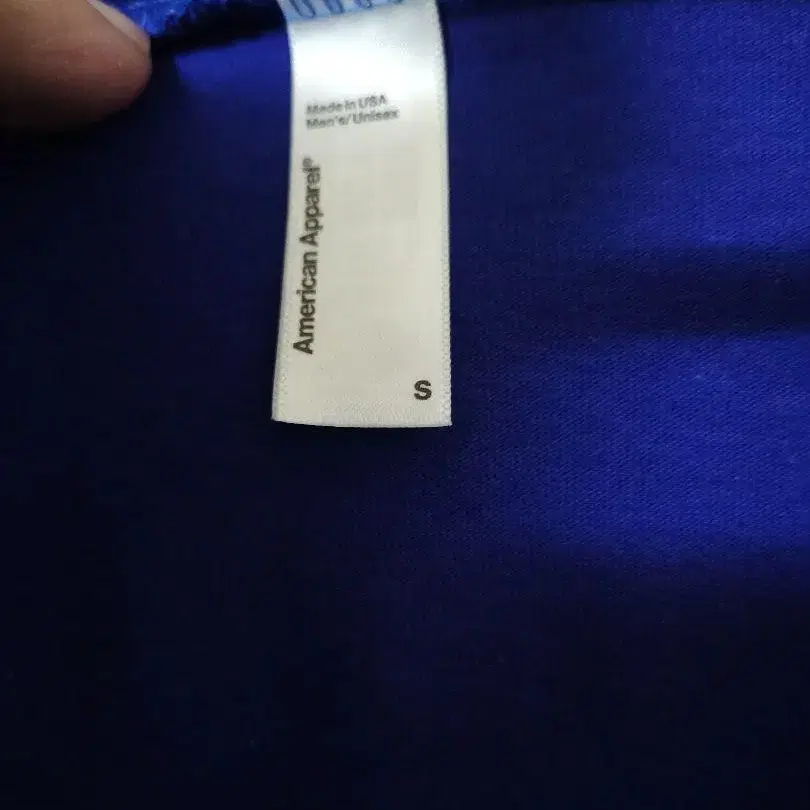 Made in USA
Men's/Unisex
American Apparel®
S